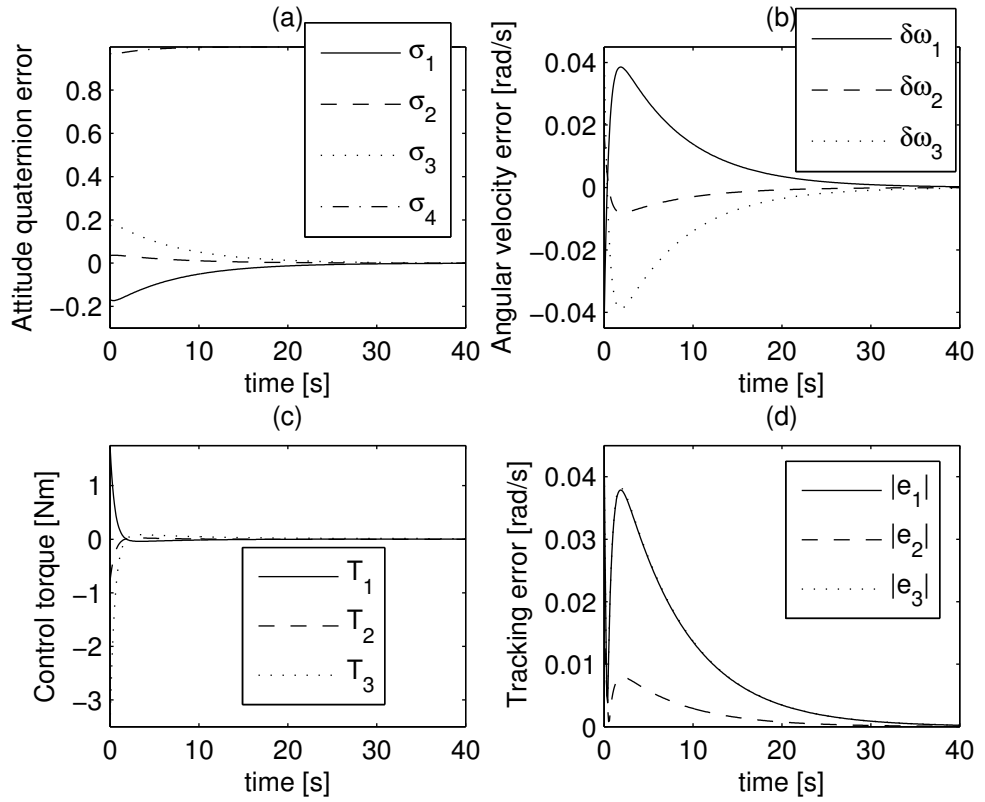 (a)
Attitude quaternion error
0.8
0.6
0.4
0.2
0
−0.2
0
10
20
30
40
time [s]
σ1
σ2
σ3
σ4
(b)
Angular velocity error [rad/s]
0.04
0.02
0
−0.02
−0.04
0
10
20
30
40
time [s]
δω1
δω2
δω3
(c)
Control torque [Nm]
1
0
−1
−2
−3
0
10
20
30
40
time [s]
T1
T2
T3
(d)
Tracking error [rad/s]
0.04
0.03
0.02
0.01
0
0
10
20
30
40
time [s]
|e1|
|e2|
|e3|